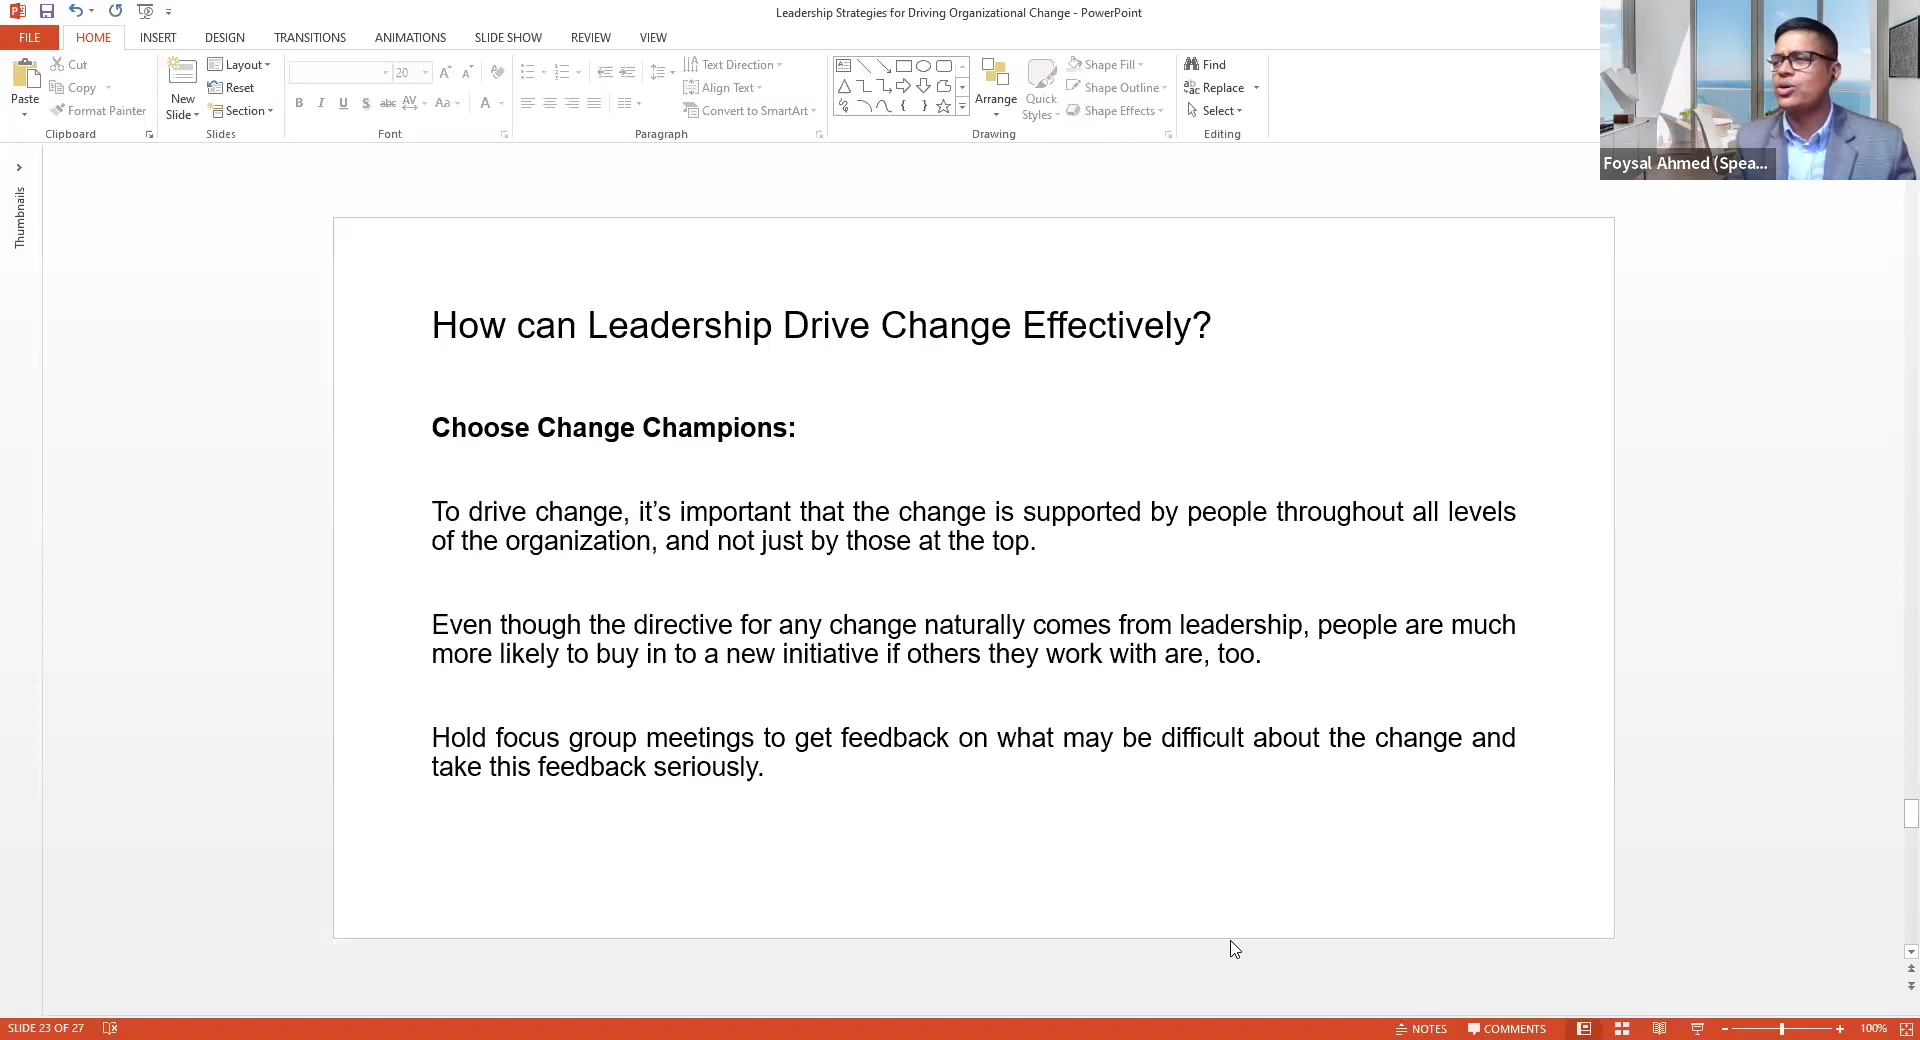 Leadership Strategies for Driving Organizational Change - PowerPoint
FILE HOME INSERT DESIGN TRANSITIONS ANIMATIONS SLIDE SHOW REVIEW VIEW
Paste
Cut
Copy
Format Painter
Clipboard
New
Slide
Layout
Reset
Section
Slides
20
B I U S abc AV Aa A
Font
Text Direction
Align Text
Convert to SmartArt
Paragraph
Arrange
Quick
Styles
Shape Fill
Shape Outline
Shape Effects
Drawing
Find
Replace
Select
Editing
Foysal Ahmed (Spea...
Thumbnails
How can Leadership Drive Change Effectively?
Choose Change Champions:
To drive change, it’s important that the change is supported by people throughout all levels
of the organization, and not just by those at the top.
Even though the directive for any change naturally comes from leadership, people are much
more likely to buy in to a new initiative if others they work with are, too.
Hold focus group meetings to get feedback on what may be difficult about the change and
take this feedback seriously.
SLIDE 23 OF 27 NOTES COMMENTS 100%